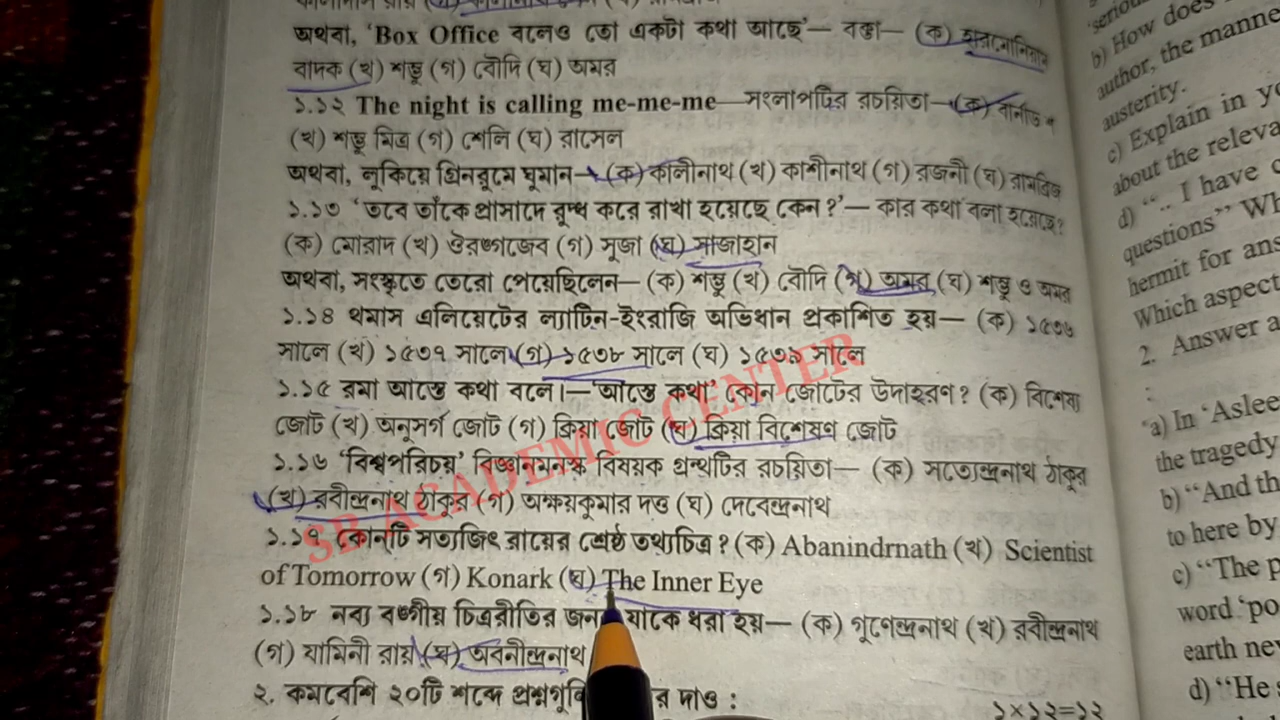 অথবা, 'Box Office বলেও তো একটা কথা আছে'— বক্তা— (ক) হারমোনিয়াম
বাদক (খ) শম্ভু (গ) বৌদি (ঘ) অমর
১.১২ The night is calling me-me-me—সংলাপটির রচয়িতা—(ক)
(খ) শম্ভু মিত্র (গ) শেলি (ঘ) রাসেল
অথবা, লুকিয়ে গ্রিনরুমে ঘুমান— (ক) কালীনাথ (খ) কাশীনাথ (গ) রজনী (ঘ) রামব্রিজ
১.১৩ 'তবে তাঁকে প্রাসাদে রুদ্ধ করে রাখা হয়েছে কেন ?'— কার কথা বলা হয়েছে?
(ক) মোরাদ (খ) ঔরঙ্গজেব (গ) সুজা (ঘ) সাজাহান
অথবা, সংস্কৃতে তেরো পেয়েছিলেন— (ক) শম্ভু (খ) বৌদি (গ) অমর (ঘ) শম্ভু ও অমর
১.১৪ থমাস এলিয়েটের ল্যাটিন-ইংরাজি অভিধান প্রকাশিত হয়— (ক) ১৫৩৬
সালে (খ) ১৫৩৭ সালে (গ) ১৫৩৮ সালে (ঘ) ১৫৩৯ সালে
১.১৫ রমা আস্তে কথা বলে।—'আস্তে কথা' কোন জোটের উদাহরণ ? (ক) বিশেষ্য
জোট (খ) অনুসর্গ জোট (গ) ক্রিয়া জোট (ঘ) ক্রিয়া বিশেষণ জোট
১.১৬ 'বিশ্বপরিচয়' বিজ্ঞানমনস্ক বিষয়ক গ্রন্থটির রচয়িতা— (ক) সত্যেন্দ্রনাথ ঠাকুর
(খ) রবীন্দ্রনাথ ঠাকুর (গ) অক্ষয়কুমার দত্ত (ঘ) দেবেন্দ্রনাথ
১.১৭ কোন্‌টি সত্যজিৎ রায়ের শ্রেষ্ঠ তথ্যচিত্র ? (ক) Abanindrnath (খ) Scientist
of Tomorrow (গ) Konark (ঘ) The Inner Eye
১.১৮ নব্য বঙ্গীয় চিত্ররীতির জনক যাকে ধরা হয়— (ক) গুণেন্দ্রনাথ (খ) রবীন্দ্রনাথ
(গ) যামিনী রায় (ঘ) অবনীন্দ্রনাথ
২. কমবেশি ২০টি শব্দে দাও :
১×১২=১২
SB ACADEMIC CENTER
'seriou
b) How does
author, the manne
austerity.
c) Explain in yo
about the releva
d) ".. I have
questions" Wh
hermit for ans
Which aspect
2. Answer a
:
a) In 'Aslee
the tragedy
b) "And th
to here by
c) "The p
word 'po
earth ne
d) "He